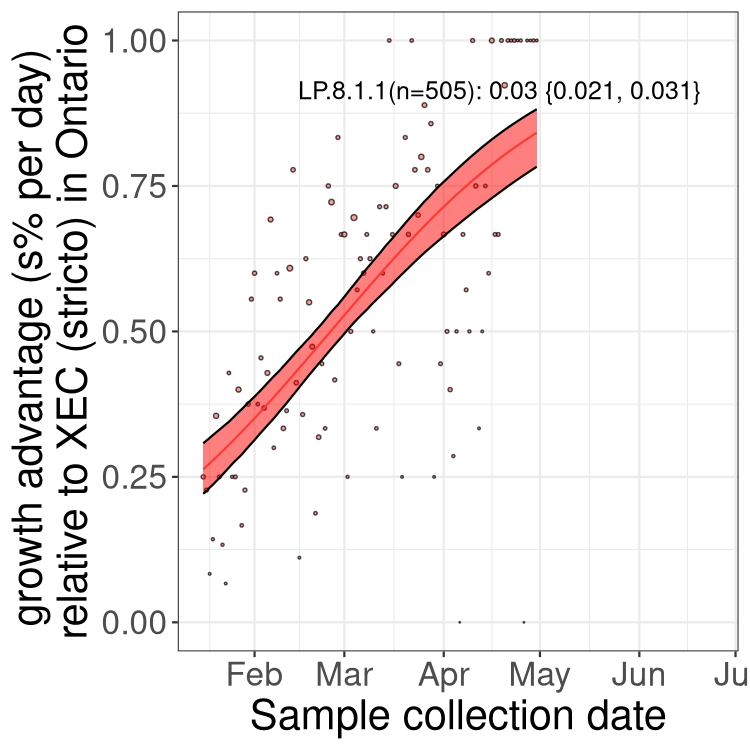 growth advantage (s% per day)
relative to XEC (stricto) in Ontario
1.00
0.75
0.50
0.25
0.00
LP.8.1.1(n=505): 0.03 {0.021, 0.031}
Feb Mar Apr May Jun Ju
Sample collection date